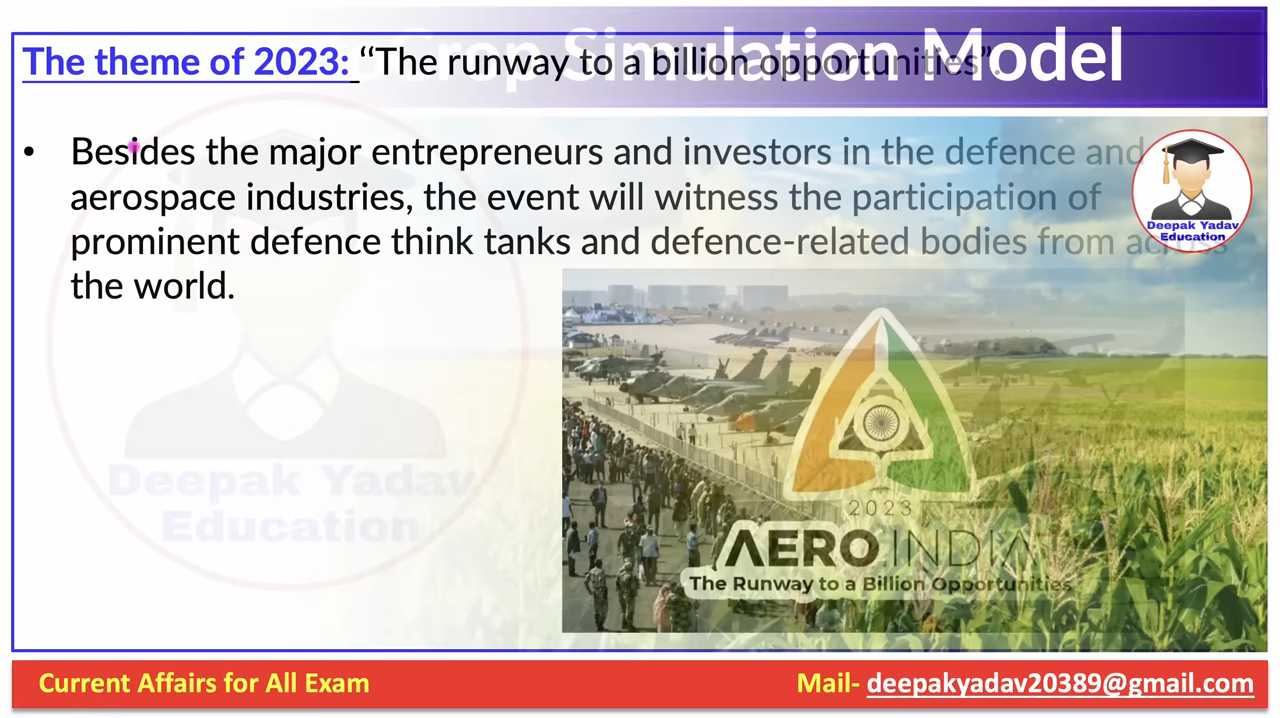 Crop Simulation Model
The theme of 2023: “The runway to a billion opportunities”.
• Besides the major entrepreneurs and investors in the defence and
aerospace industries, the event will witness the participation of
prominent defence think tanks and defence-related bodies from across
the world.
Deepak Yadav
Education
Deepak Yadav
Education
2023
AERO INDIA
The Runway to a Billion Opportunities
Current Affairs for All Exam
Mail- deepakyadav20389@gmail.com